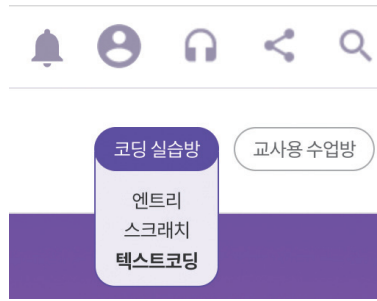 코딩 실습방
교사용 수업방
엔트리
스크래치
텍스트코딩